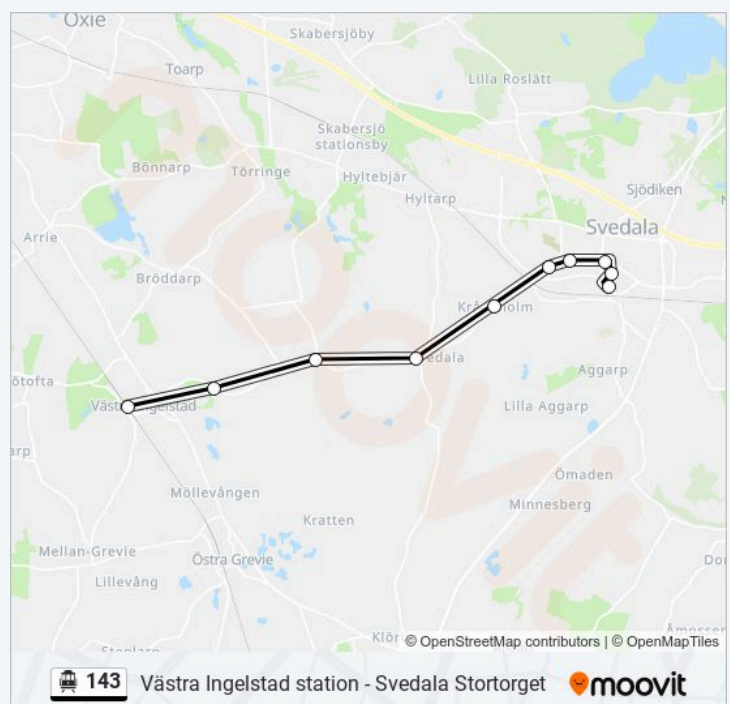 Oxie
Skabersjöby
Toarp
Lilla Roslätt
Skabersjö
stationsby
Bönnarp
Törringe
Hyltebjär
Sjödiken
Hyltarp
Svedala
Arrie
Bröddarp
Aggarp
Lilla Aggarp
Ömaden
Möllevången
Minnesberg
Kratten
Mellan-Grevie
Östra Grevie
Lillevång
Klör
© OpenStreetMap contributors | © OpenMapTiles
143 Västra Ingelstad station - Svedala Stortorget moovit